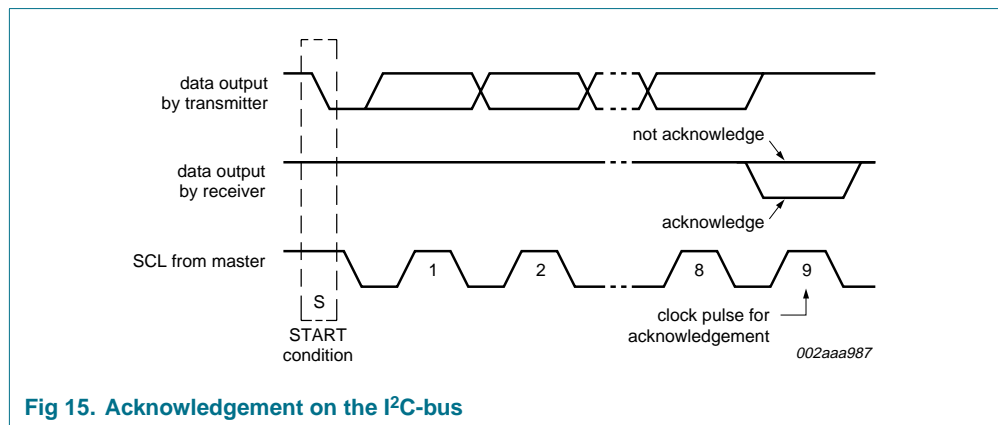 data output
by transmitter
not acknowledge
data output
by receiver
acknowledge
SCL from master
1
2
8
9
S
START
condition
clock pulse for
acknowledgement
002aaa987
Fig 15. Acknowledgement on the I²C-bus